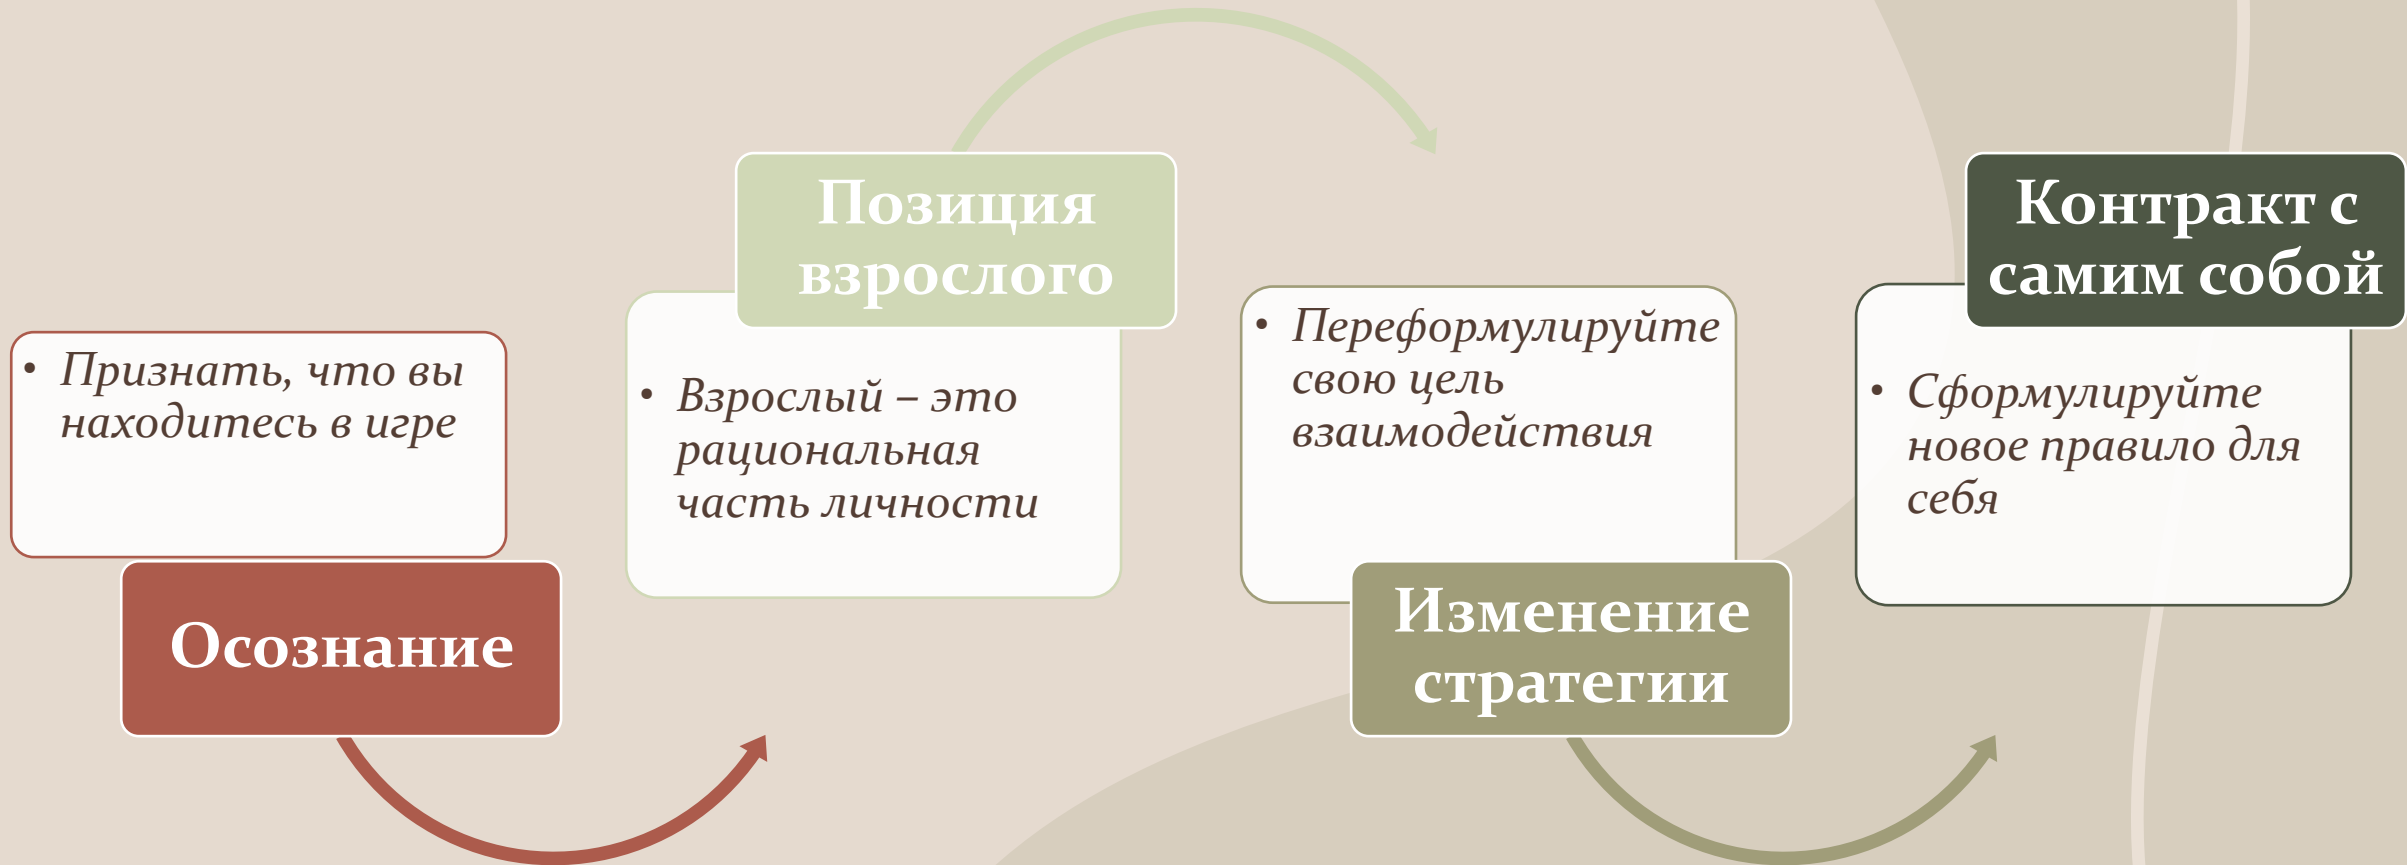 • Признать, что вы
находитесь в игре
Осознание
Позиция
взрослого
• Взрослый – это
рациональная
часть личности
• Переформулируйте
свою цель
взаимодействия
Изменение
стратегии
Контракт с
самим собой
• Сформулируйте
новое правило для
себя